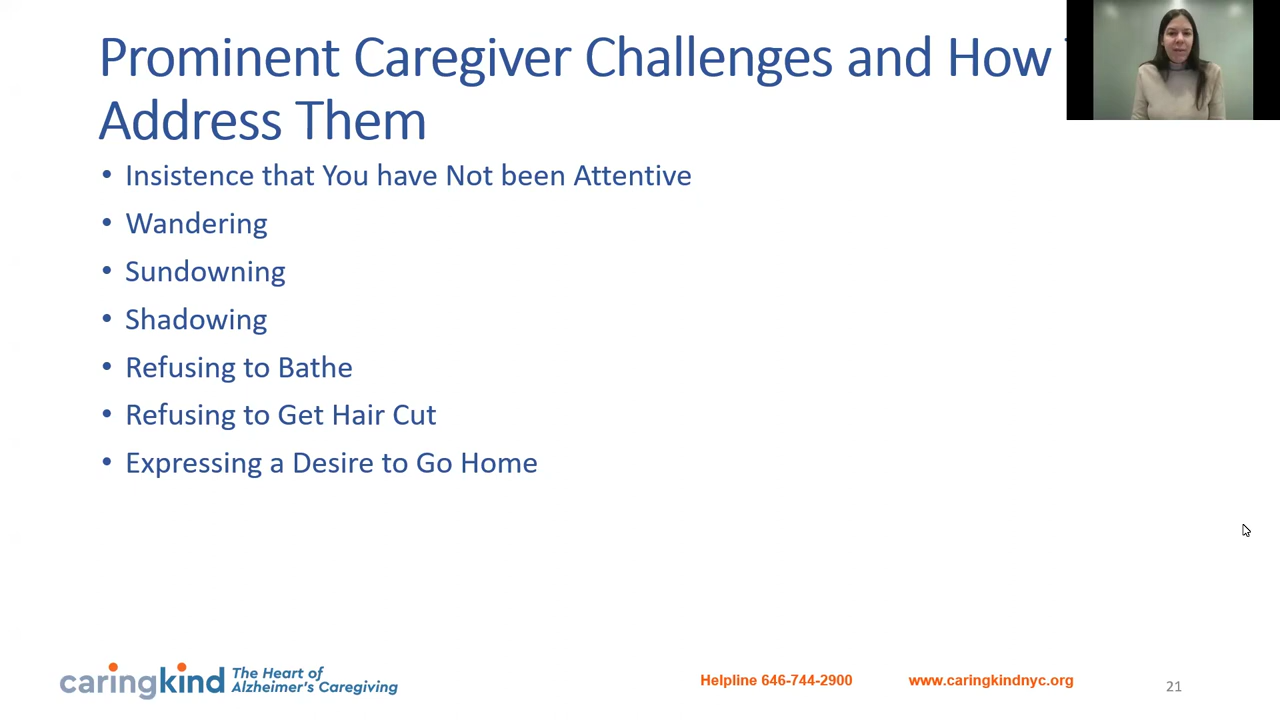 Prominent Caregiver Challenges and How
Address Them
• Insistence that You have Not been Attentive
• Wandering
• Sundowning
• Shadowing
• Refusing to Bathe
• Refusing to Get Hair Cut
• Expressing a Desire to Go Home
caringkind The Heart of
Alzheimer's Caregiving
Helpline 646-744-2900 www.caringkindnyc.org 21